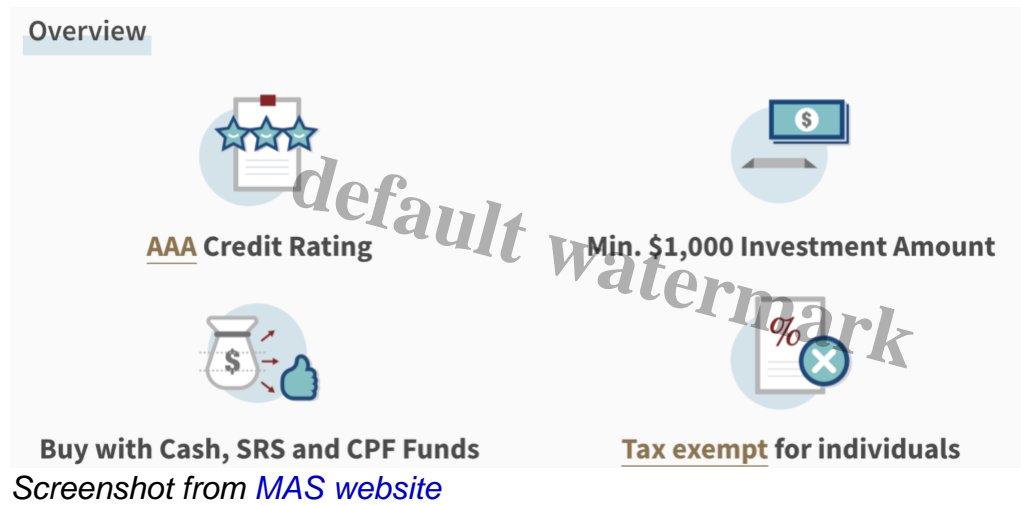 Overview
$
AAA Credit Rating
Min. $1,000 Investment Amount
default watermark
$
%
Buy with Cash, SRS and CPF Funds
Tax exempt for individuals
Screenshot from MAS website